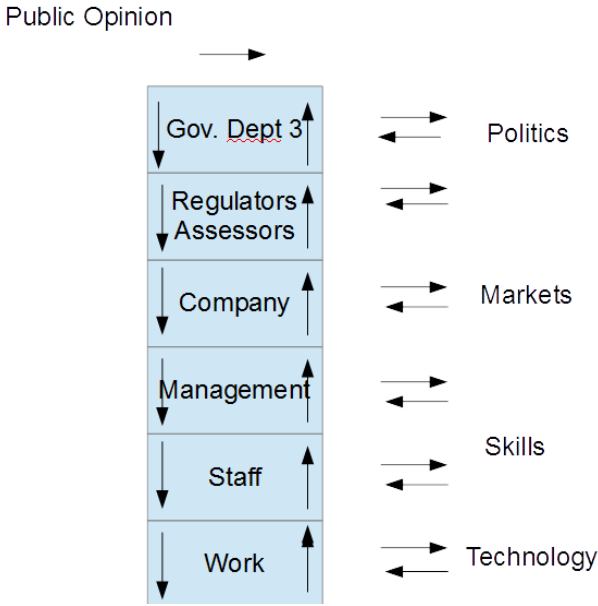 Public Opinion
Gov. Dept 3
Politics
Regulators
Assessors
Company
Markets
Management
Skills
Staff
Work
Technology